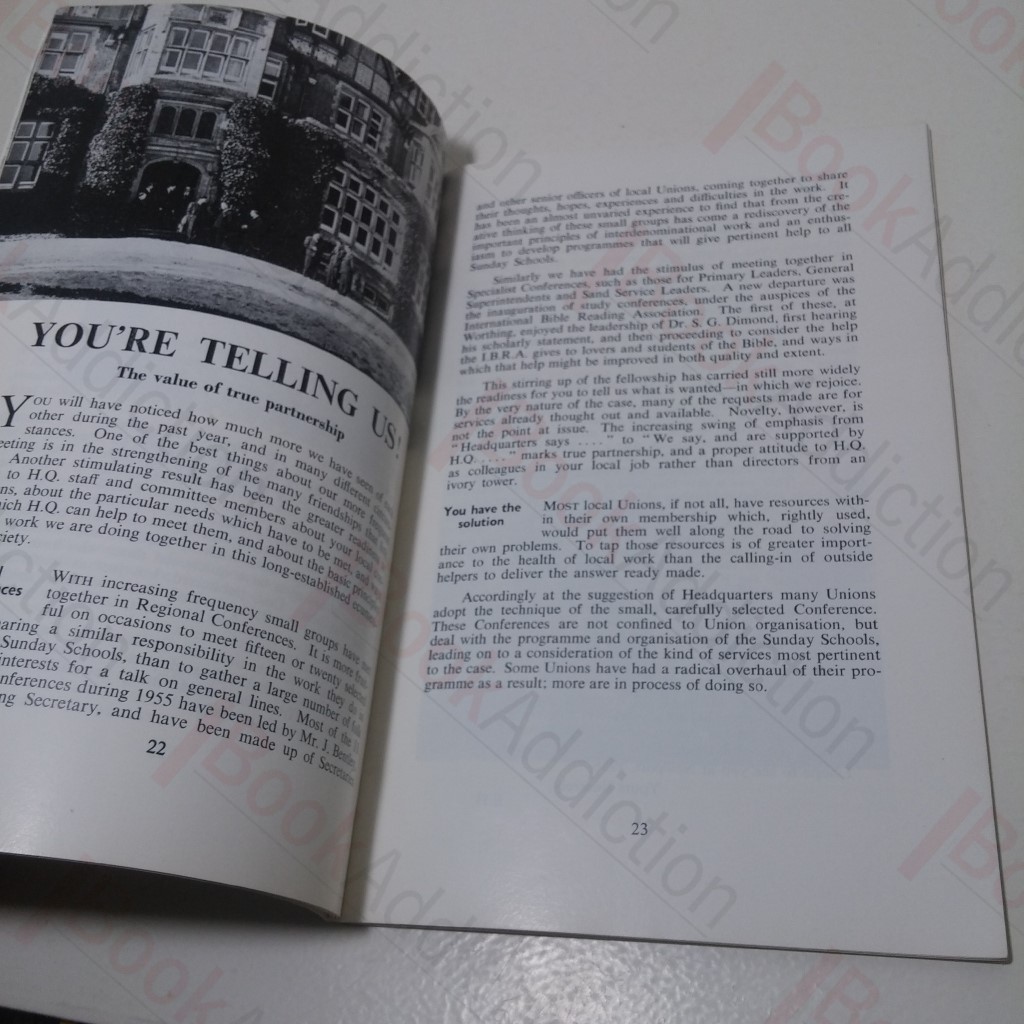 YOU'RE TELLING US!
The value of true partnership
YOU will have noticed how much more we have seen of
other during the past year, and in many different
stances. One of the best things about our more
eeting is in the strengthening of the many friendships that
Another stimulating result has been the greater readiness
to H.Q. staff and committee members about your local
ns, about the particular needs which have to be met, and
ich H.Q. can help to meet them, and about the basic principles
work we are doing together in this long-established
ciety.
nces
WITH increasing frequency small groups have
together in Regional Conferences. It is more
ful on occasions to meet fifteen or twenty
aring a similar responsibility in the work they do
Sunday Schools, than to gather a large number of
interests for a talk on general lines. Most of the
onferences during 1955 have been led by Mr. J.
ng Secretary, and have been made up of Secretaries
22
and other senior officers of local Unions, coming together to share
their thoughts, hopes, experiences and difficulties in the work. It
has been an almost unvaried experience to find that from the cre-
ative thinking of these small groups has come a rediscovery of the
important principles of interdenominational work and an enthus-
iasm to develop programmes that will give pertinent help to all
Sunday Schools.
Similarly we have had the stimulus of meeting together in
Specialist Conferences, such as those for Primary Leaders, General
Superintendents and Sand Service Leaders. A new departure was
the inauguration of study conferences, under the auspices of the
International Bible Reading Association. The first of these, at
Worthing, enjoyed the leadership of Dr. S. G. Dimond, first hearing
his scholarly statement, and then proceeding to consider the help
the I.B.R.A. gives to lovers and students of the Bible, and ways in
which that help might be improved in both quality and extent.
This stirring up of the fellowship has carried still more widely
the readiness for you to tell us what is wanted—in which we rejoice.
By the very nature of the case, many of the requests made are for
services already thought out and available. Novelty, however, is
not the point at issue. The increasing swing of emphasis from
"Headquarters says . . . ." to "We say, and are supported by
H.Q. . . . ." marks true partnership, and a proper attitude to H.Q.
as colleagues in your local job rather than directors from an
ivory tower.
You have the
solution
MOST local Unions, if not all, have resources with-
in their own membership which, rightly used,
would put them well along the road to solving
their own problems. To tap those resources is of greater import-
ance to the health of local work than the calling-in of outside
helpers to deliver the answer ready made.
Accordingly at the suggestion of Headquarters many Unions
adopt the technique of the small, carefully selected Conference.
These Conferences are not confined to Union organisation, but
deal with the programme and organisation of the Sunday Schools,
leading on to a consideration of the kind of services most pertinent
to the case. Some Unions have had a radical overhaul of their pro-
gramme as a result; more are in process of doing so.
23
BookAddiction